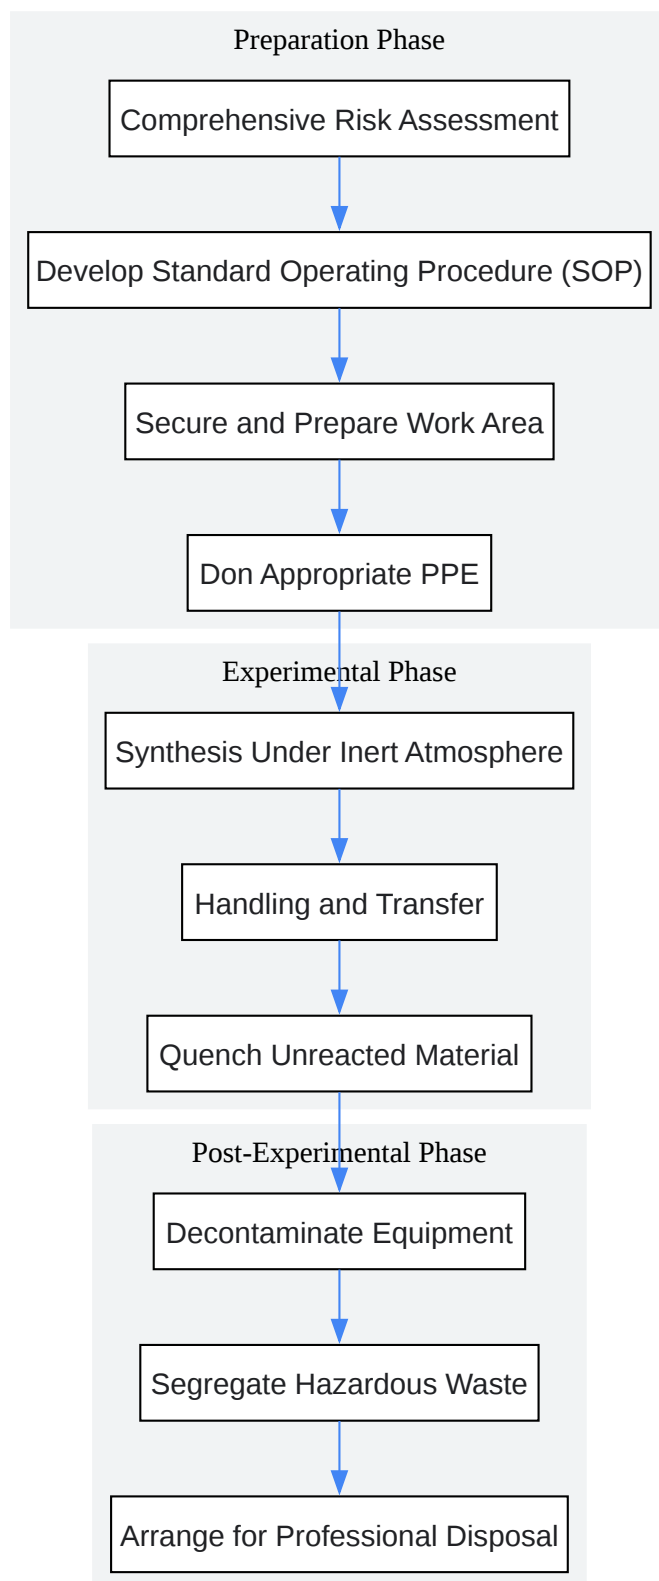 Preparation Phase
Comprehensive Risk Assessment
Develop Standard Operating Procedure (SOP)
Secure and Prepare Work Area
Don Appropriate PPE
Experimental Phase
Synthesis Under Inert Atmosphere
Handling and Transfer
Quench Unreacted Material
Post-Experimental Phase
Decontaminate Equipment
Segregate Hazardous Waste
Arrange for Professional Disposal